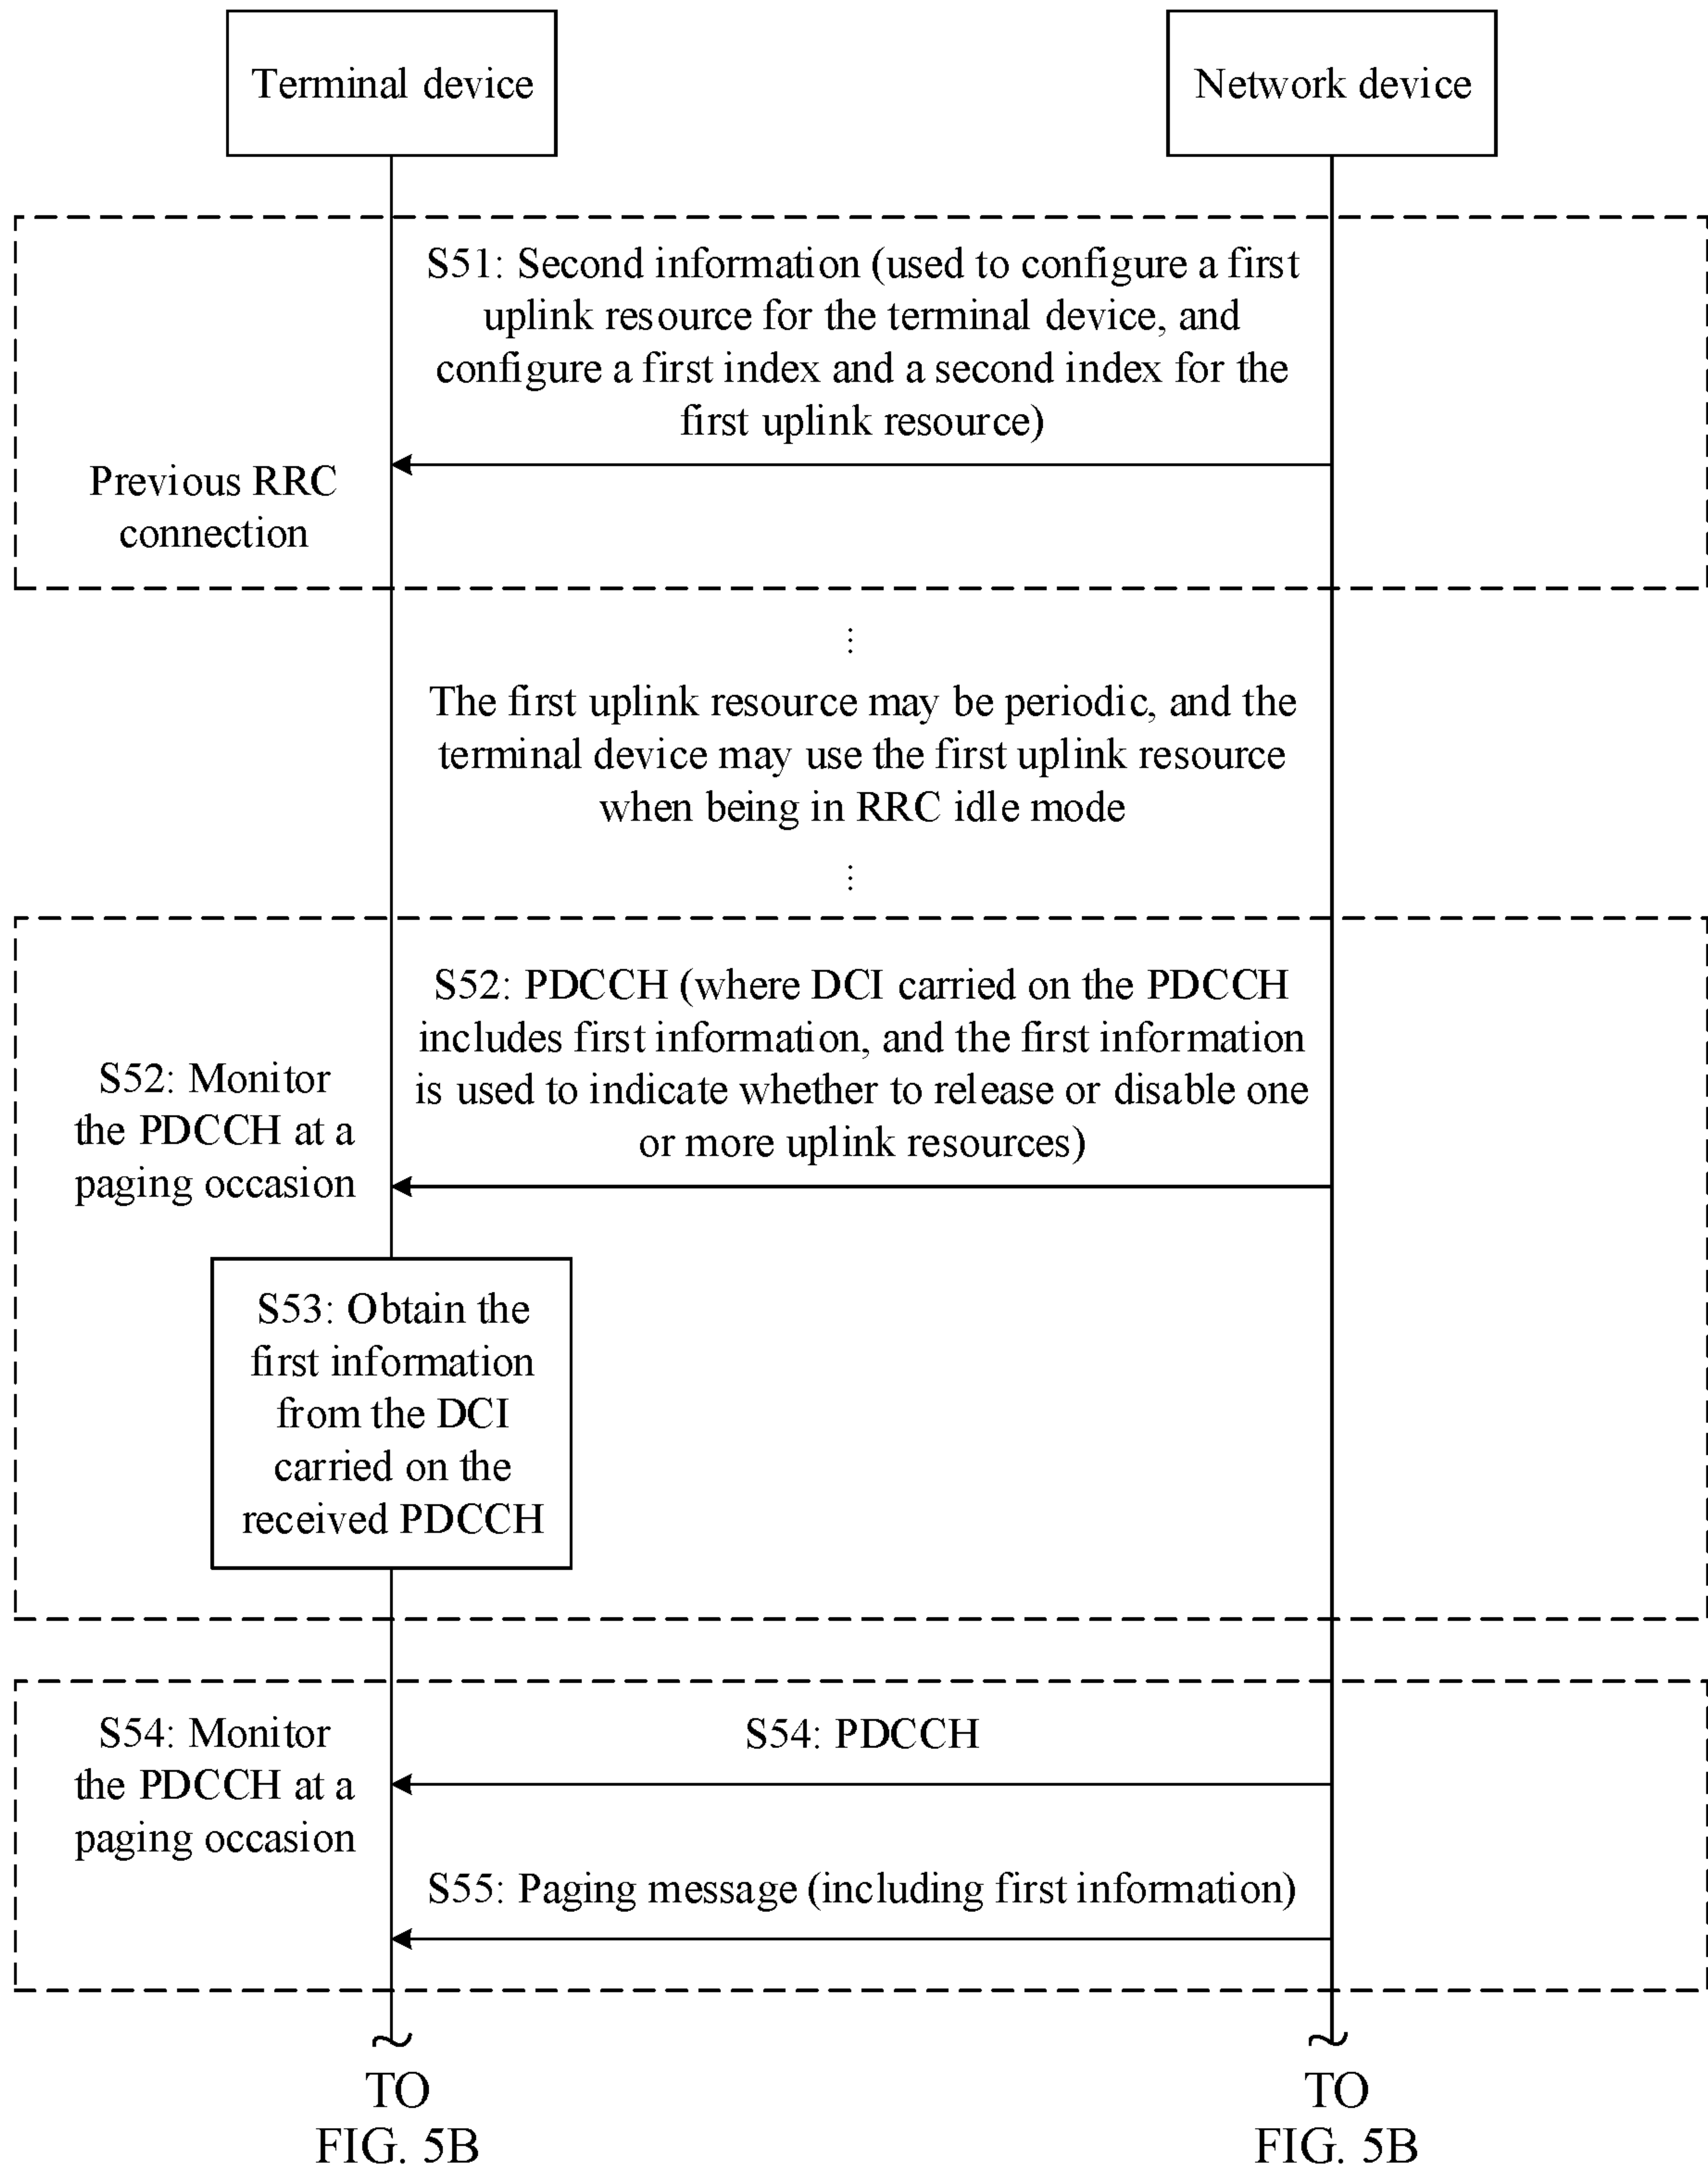 Terminal device
Network device
S51: Second information (used to configure a first
uplink resource for the terminal device, and
configure a first index and a second index for the
first uplink resource)
Previous RRC
connection
⋮
The first uplink resource may be periodic, and the
terminal device may use the first uplink resource
when being in RRC idle mode
⋮
S52: PDCCH (where DCI carried on the PDCCH
includes first information, and the first information
is used to indicate whether to release or disable one
or more uplink resources)
S52: Monitor
the PDCCH at a
paging occasion
S53: Obtain the
first information
from the DCI
carried on the
received PDCCH
S54: Monitor
the PDCCH at a
paging occasion
S54: PDCCH
S55: Paging message (including first information)
TO
FIG. 5B
TO
FIG. 5B